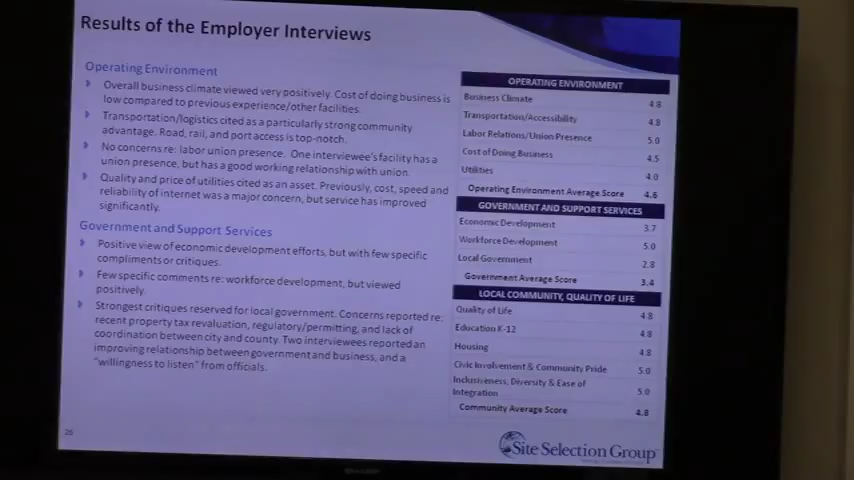 Results of the Employer Interviews
Operating Environment
Overall business climate viewed very positively. Cost of doing business is
low compared to previous experience/other facilities.
Transportation/logistics cited as a particularly strong community
advantage. Road, rail, and port access is top-notch.
No concerns re: labor union presence. One interviewee's facility has a
union presence, but has a good working relationship with union.
Quality and price of utilities cited as an asset. Previously, cost, speed and
reliability of internet was a major concern, but service has improved
significantly.
Government and Support Services
Positive view of economic development efforts, but with few specific
compliments or critiques.
Few specific comments re: workforce development, but viewed
positively.
Strongest critiques reserved for local government. Concerns reported re:
recent property tax revaluation, regulatory/permitting, and lack of
coordination between city and county. Two interviewees reported an
improving relationship between government and business, and a
"willingness to listen" from officials.
OPERATING ENVIRONMENT
Business Climate 4.8
Transportation/Accessibility 4.8
Labor Relations/Union Presence 5.0
Cost of Doing Business 4.5
Utilities 4.0
Operating Environment Average Score 4.6
GOVERNMENT AND SUPPORT SERVICES
Economic Development 3.7
Workforce Development 5.0
Local Government 2.8
Government Average Score 3.4
LOCAL COMMUNITY, QUALITY OF LIFE
Quality of Life 4.8
Education K-12 4.8
Housing 4.8
Civic Involvement & Community Pride 5.0
Inclusiveness, Diversity & Ease of
Integration 5.0
Community Average Score 4.8
26
Site Selection Group